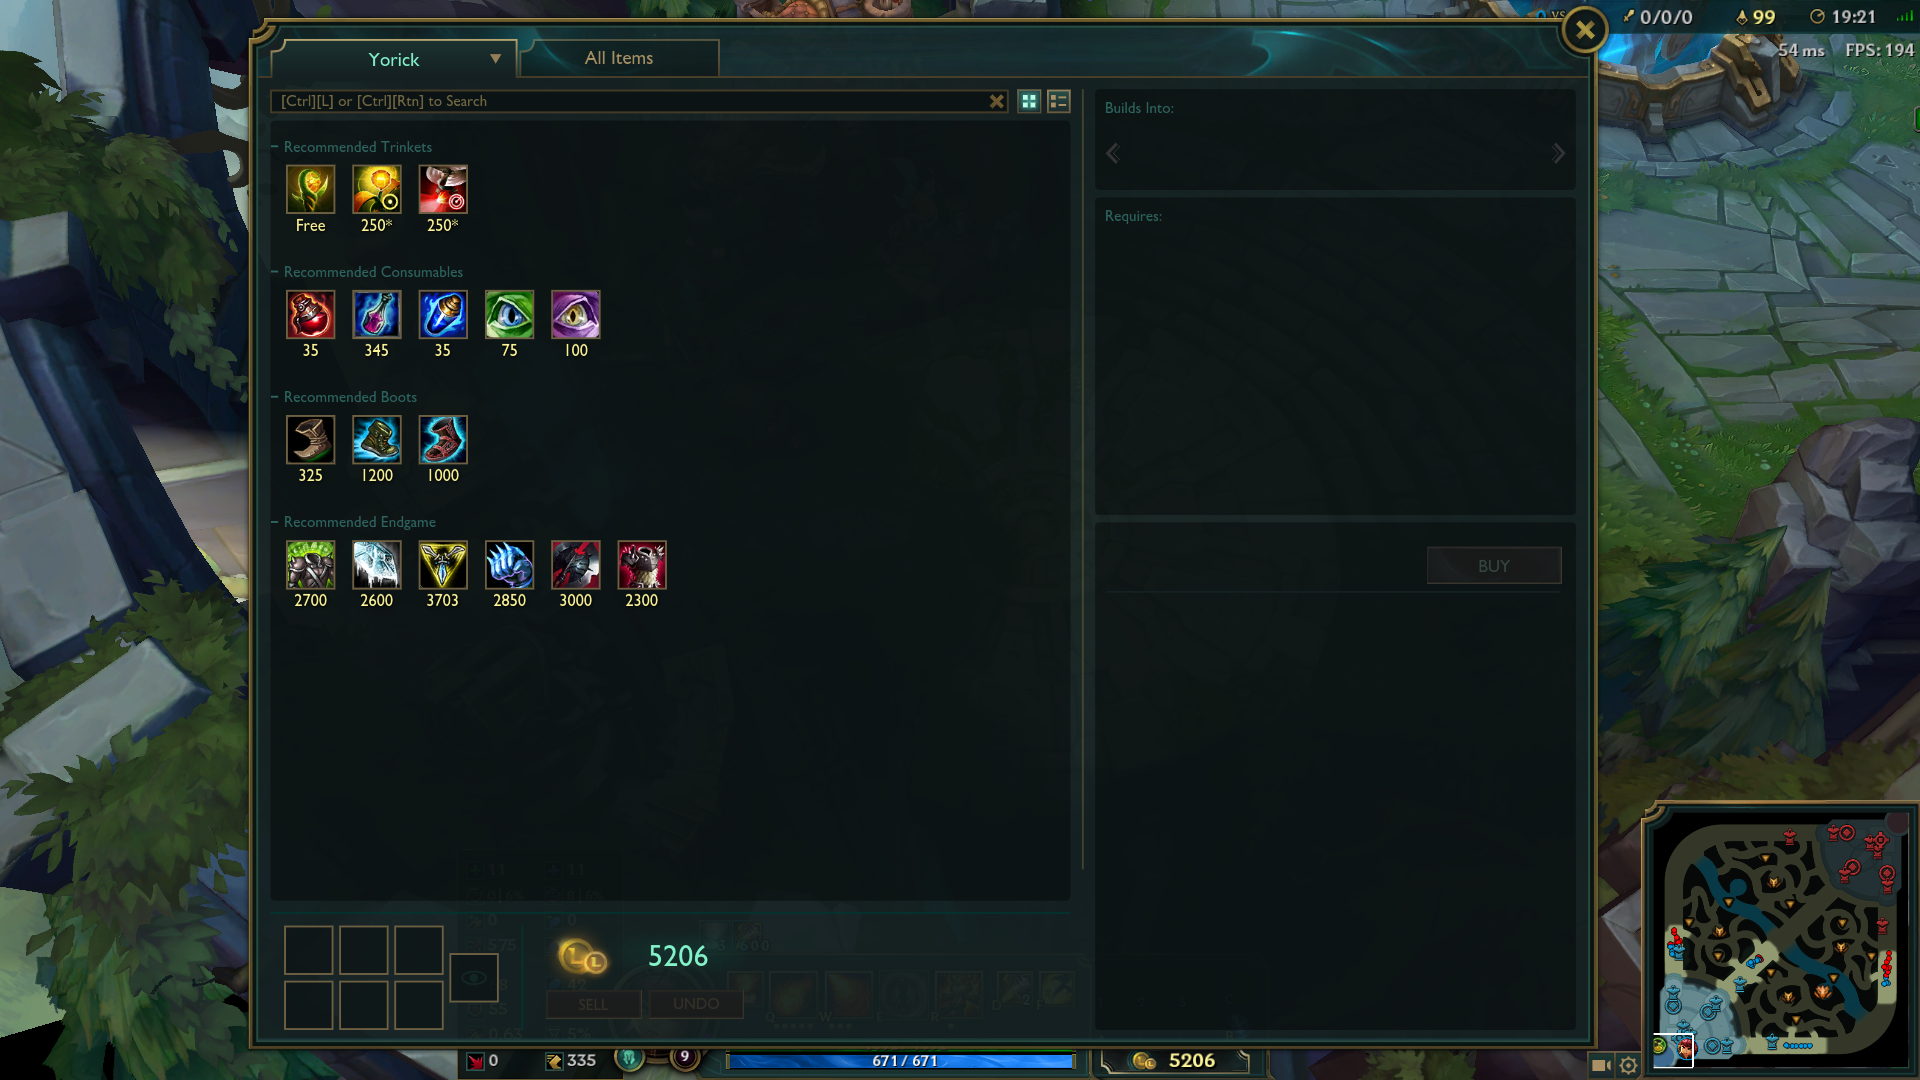 VS 0/0/0 99 19:21
54 ms FPS: 194
Yorick
All Items
[Ctrl][L] or [Ctrl][Rtn] to Search
Recommended Trinkets
Free 250* 250*
Recommended Consumables
35 345 35 75 100
Recommended Boots
325 1200 1000
Recommended Endgame
2700 2600 3703 2850 3000 2300
Builds Into:
Requires:
BUY
5206
SELL UNDO
0 335 9 671 / 671 5206